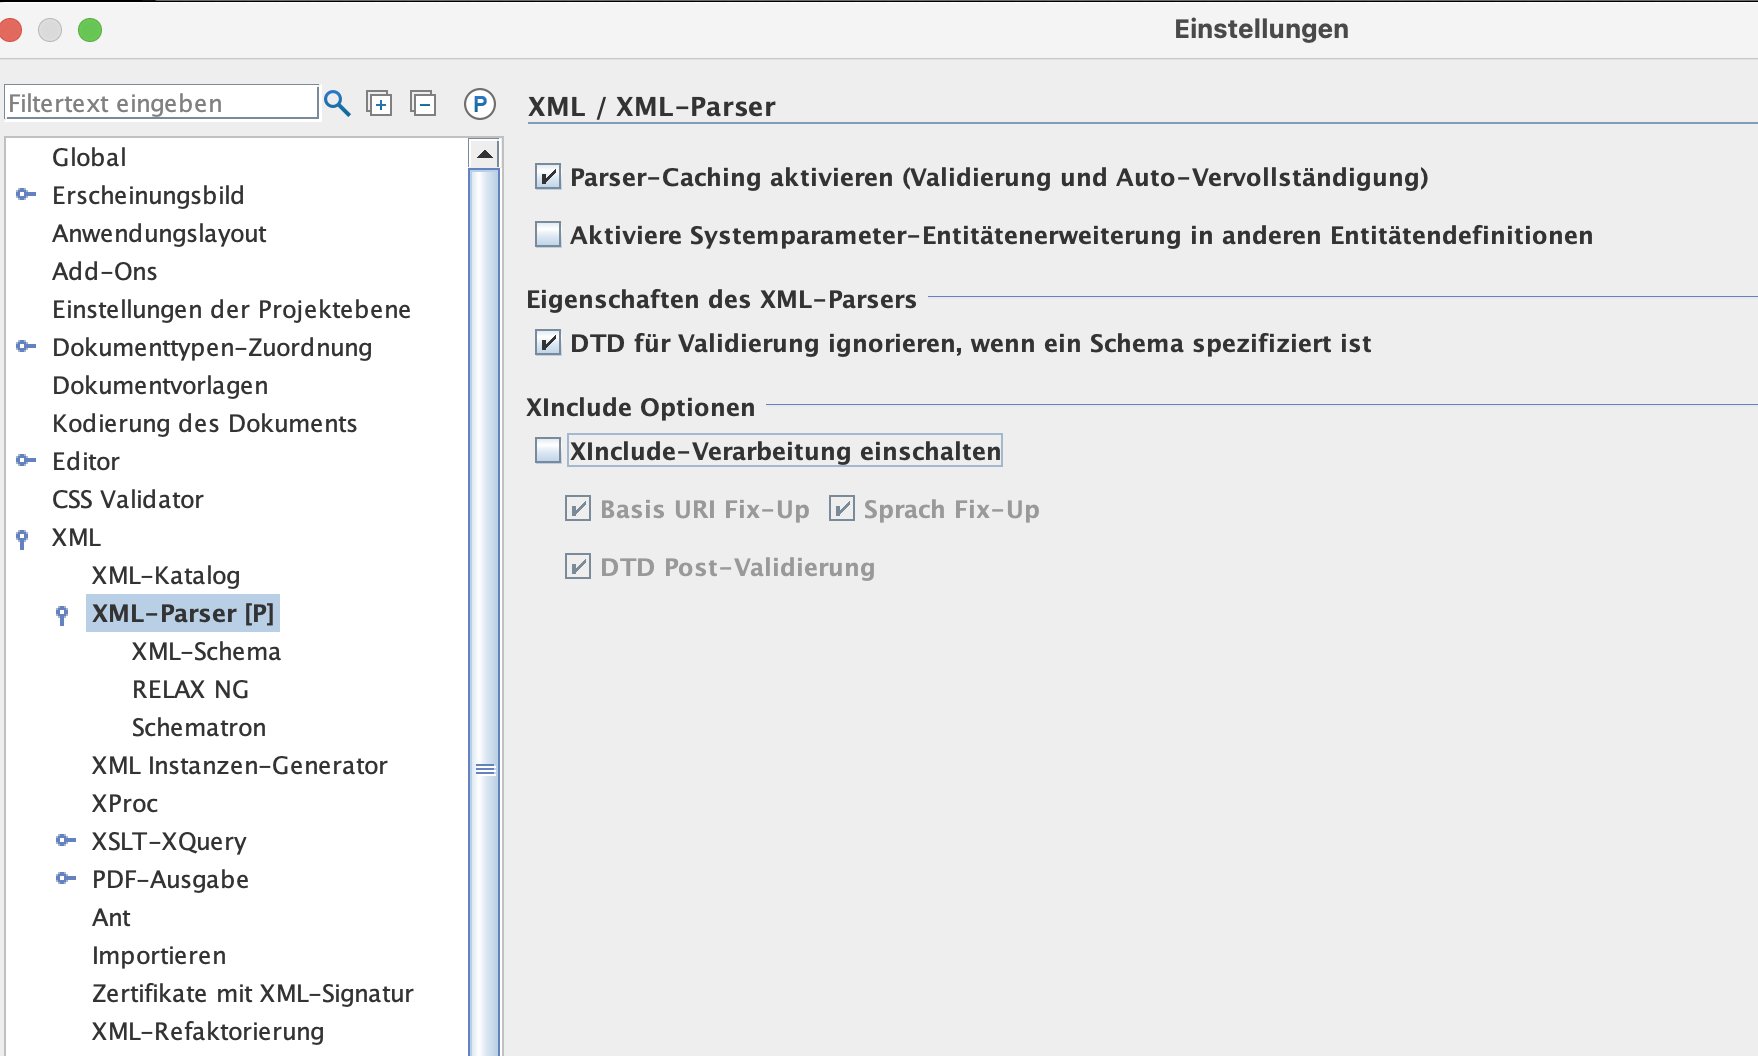 Einstellungen
Filtertext eingeben
P
Global
Erscheinungsbild
Anwendungslayout
Add-Ons
Einstellungen der Projektebene
Dokumenttypen-Zuordnung
Dokumentvorlagen
Kodierung des Dokuments
Editor
CSS Validator
XML
XML-Katalog
XML-Parser [P]
XML-Schema
RELAX NG
Schematron
XML Instanzen-Generator
XProc
XSLT-XQuery
PDF-Ausgabe
Ant
Importieren
Zertifikate mit XML-Signatur
XML-Refaktorierung
XML / XML-Parser
Parser-Caching aktivieren (Validierung und Auto-Vervollständigung)
Aktiviere Systemparameter-Entitätenerweiterung in anderen Entitätendefinitionen
Eigenschaften des XML-Parsers
DTD für Validierung ignorieren, wenn ein Schema spezifiziert ist
XInclude Optionen
XInclude-Verarbeitung einschalten
Basis URI Fix-Up Sprach Fix-Up
DTD Post-Validierung